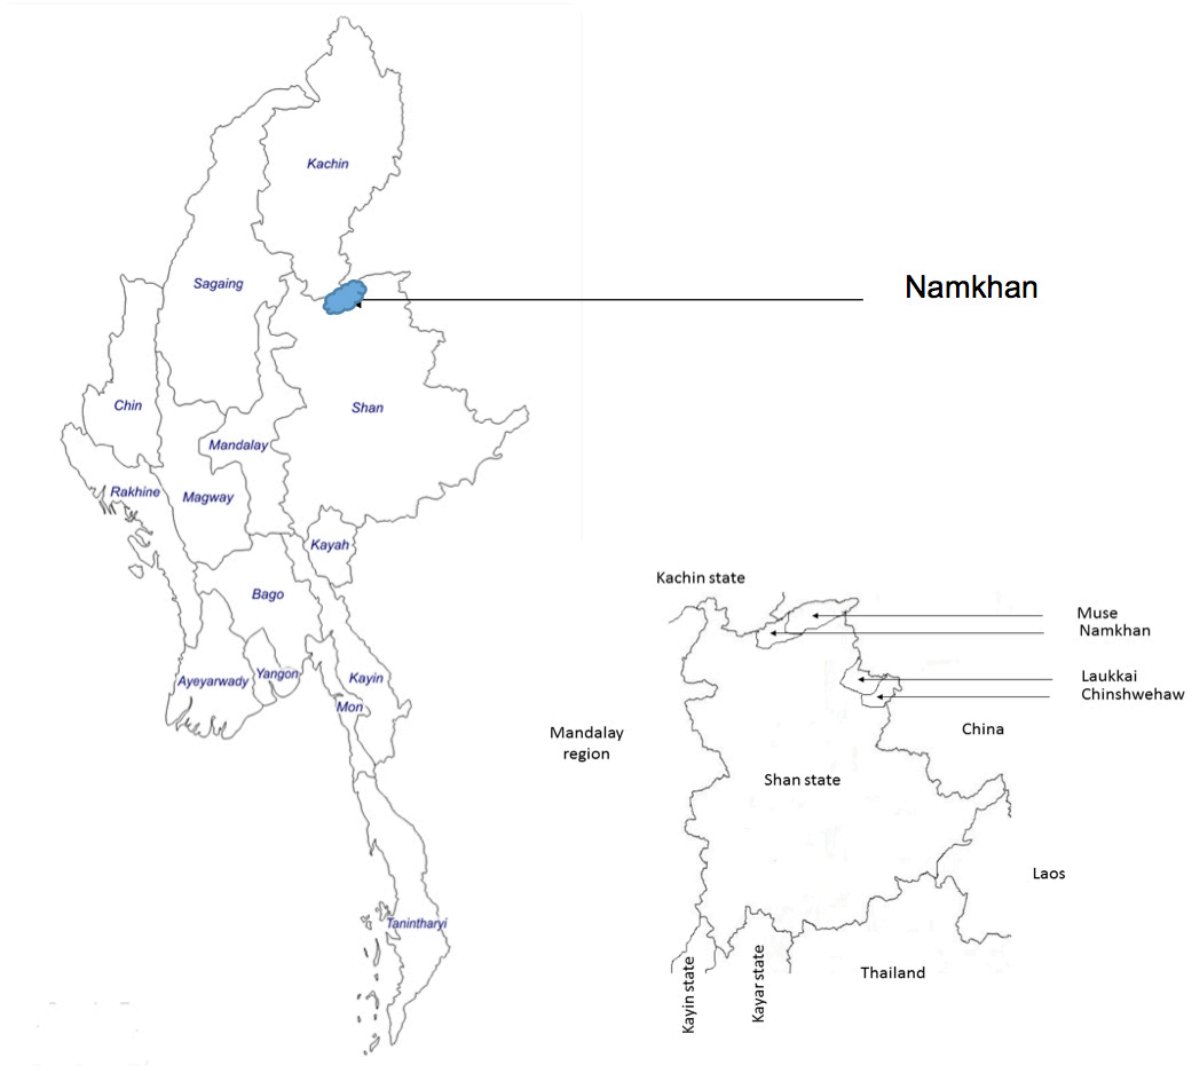 Kachin
Namkhan
Sagaing
Chin
Shan
Mandalay
Rakhine
Magway
Kayah
Bago
Ayeyarwady
Yangon
Kayin
Mon
Tanintharyi
Kachin state
Muse
Namkhan
Laukkai
Chinshwehaw
China
Mandalay
region
Shan state
Laos
Thailand
Kayin state
Kayar state